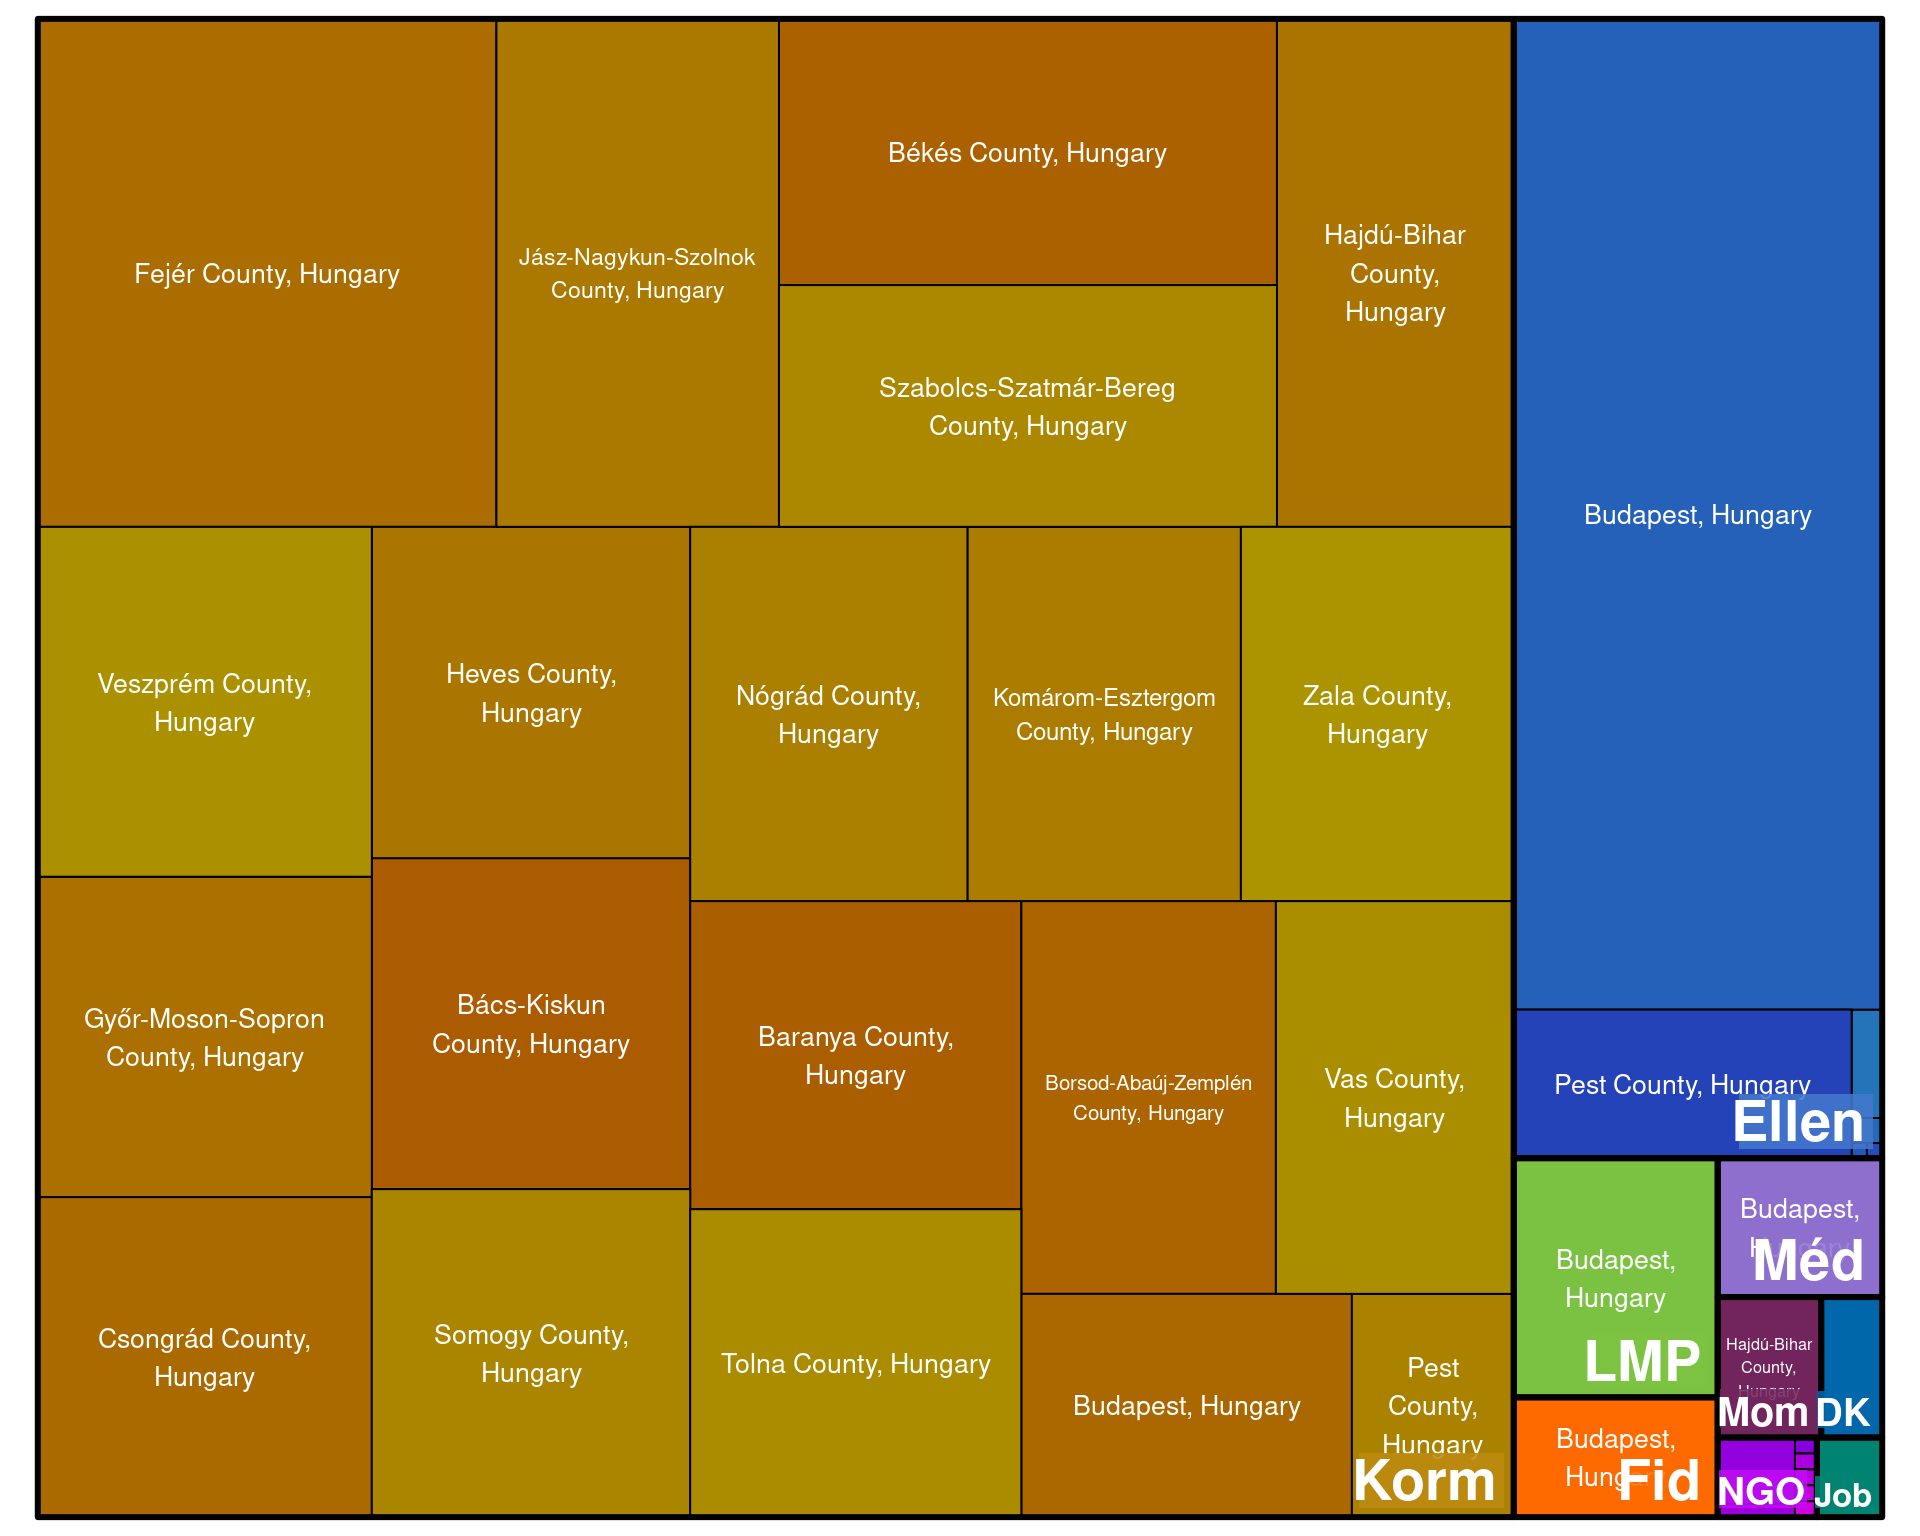 Fejér County, Hungary
Jász-Nagykun-Szolnok
County, Hungary
Békés County, Hungary
Szabolcs-Szatmár-Bereg
County, Hungary
Hajdú-Bihar
County,
Hungary
Budapest, Hungary
Veszprém County,
Hungary
Heves County,
Hungary
Nógrád County,
Hungary
Komárom-Esztergom
County, Hungary
Zala County,
Hungary
Győr-Moson-Sopron
County, Hungary
Bács-Kiskun
County, Hungary
Baranya County,
Hungary
Borsod-Abaúj-Zemplén
County, Hungary
Vas County,
Hungary
Pest County, Hungary
Ellen
Csongrád County,
Hungary
Somogy County,
Hungary
Tolna County, Hungary
Budapest, Hungary
Pest
County,
Hungary
Korm
Budapest,
Hungary
LMP
Budapest,
Hungary
Méd
Hajdú-Bihar
County,
Hungary
Mom
DK
Budapest,
Hungary
Fid
NGO
Job